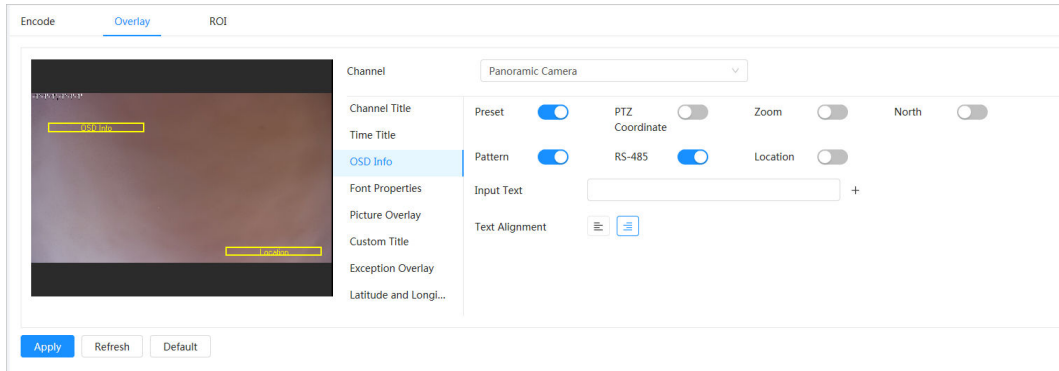 Encode Overlay ROI
Channel Panoramic Camera
OSD Info
Location
Channel Title
Time Title
OSD Info
Font Properties
Picture Overlay
Custom Title
Exception Overlay
Latitude and Longi...
Preset PTZ Coordinate Zoom North
Pattern RS-485 Location
Input Text +
Text Alignment
Apply Refresh Default